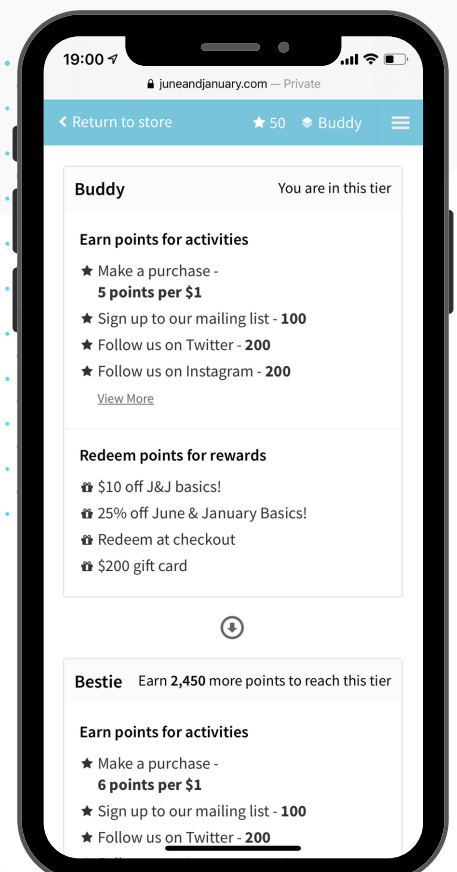 19:00
juneandjanuary.com — Private
Return to store 50 Buddy
Buddy You are in this tier
Earn points for activities
Make a purchase -
5 points per $1
Sign up to our mailing list - 100
Follow us on Twitter - 200
Follow us on Instagram - 200
View More
Redeem points for rewards
$10 off J&J basics!
25% off June & January Basics!
Redeem at checkout
$200 gift card
Bestie Earn 2,450 more points to reach this tier
Earn points for activities
Make a purchase -
6 points per $1
Sign up to our mailing list - 100
Follow us on Twitter - 200